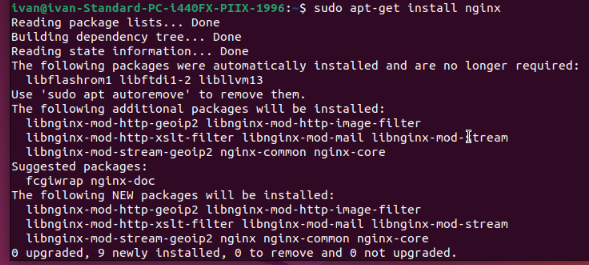 ivan@ivan-Standard-PC-i440FX-PIIX-1996:~$ sudo apt-get install nginx
Reading package lists... Done
Building dependency tree... Done
Reading state information... Done
The following packages were automatically installed and are no longer required:
  libflashrom1 libftdi1-2 libllvm13
Use 'sudo apt autoremove' to remove them.
The following additional packages will be installed:
  libnginx-mod-http-geoip2 libnginx-mod-http-image-filter
  libnginx-mod-http-xslt-filter libnginx-mod-mail libnginx-mod-stream
  libnginx-mod-stream-geoip2 nginx-common nginx-core
Suggested packages:
  fcgiwrap nginx-doc
The following NEW packages will be installed:
  libnginx-mod-http-geoip2 libnginx-mod-http-image-filter
  libnginx-mod-http-xslt-filter libnginx-mod-mail libnginx-mod-stream
  libnginx-mod-stream-geoip2 nginx nginx-common nginx-core
0 upgraded, 9 newly installed, 0 to remove and 0 not upgraded.